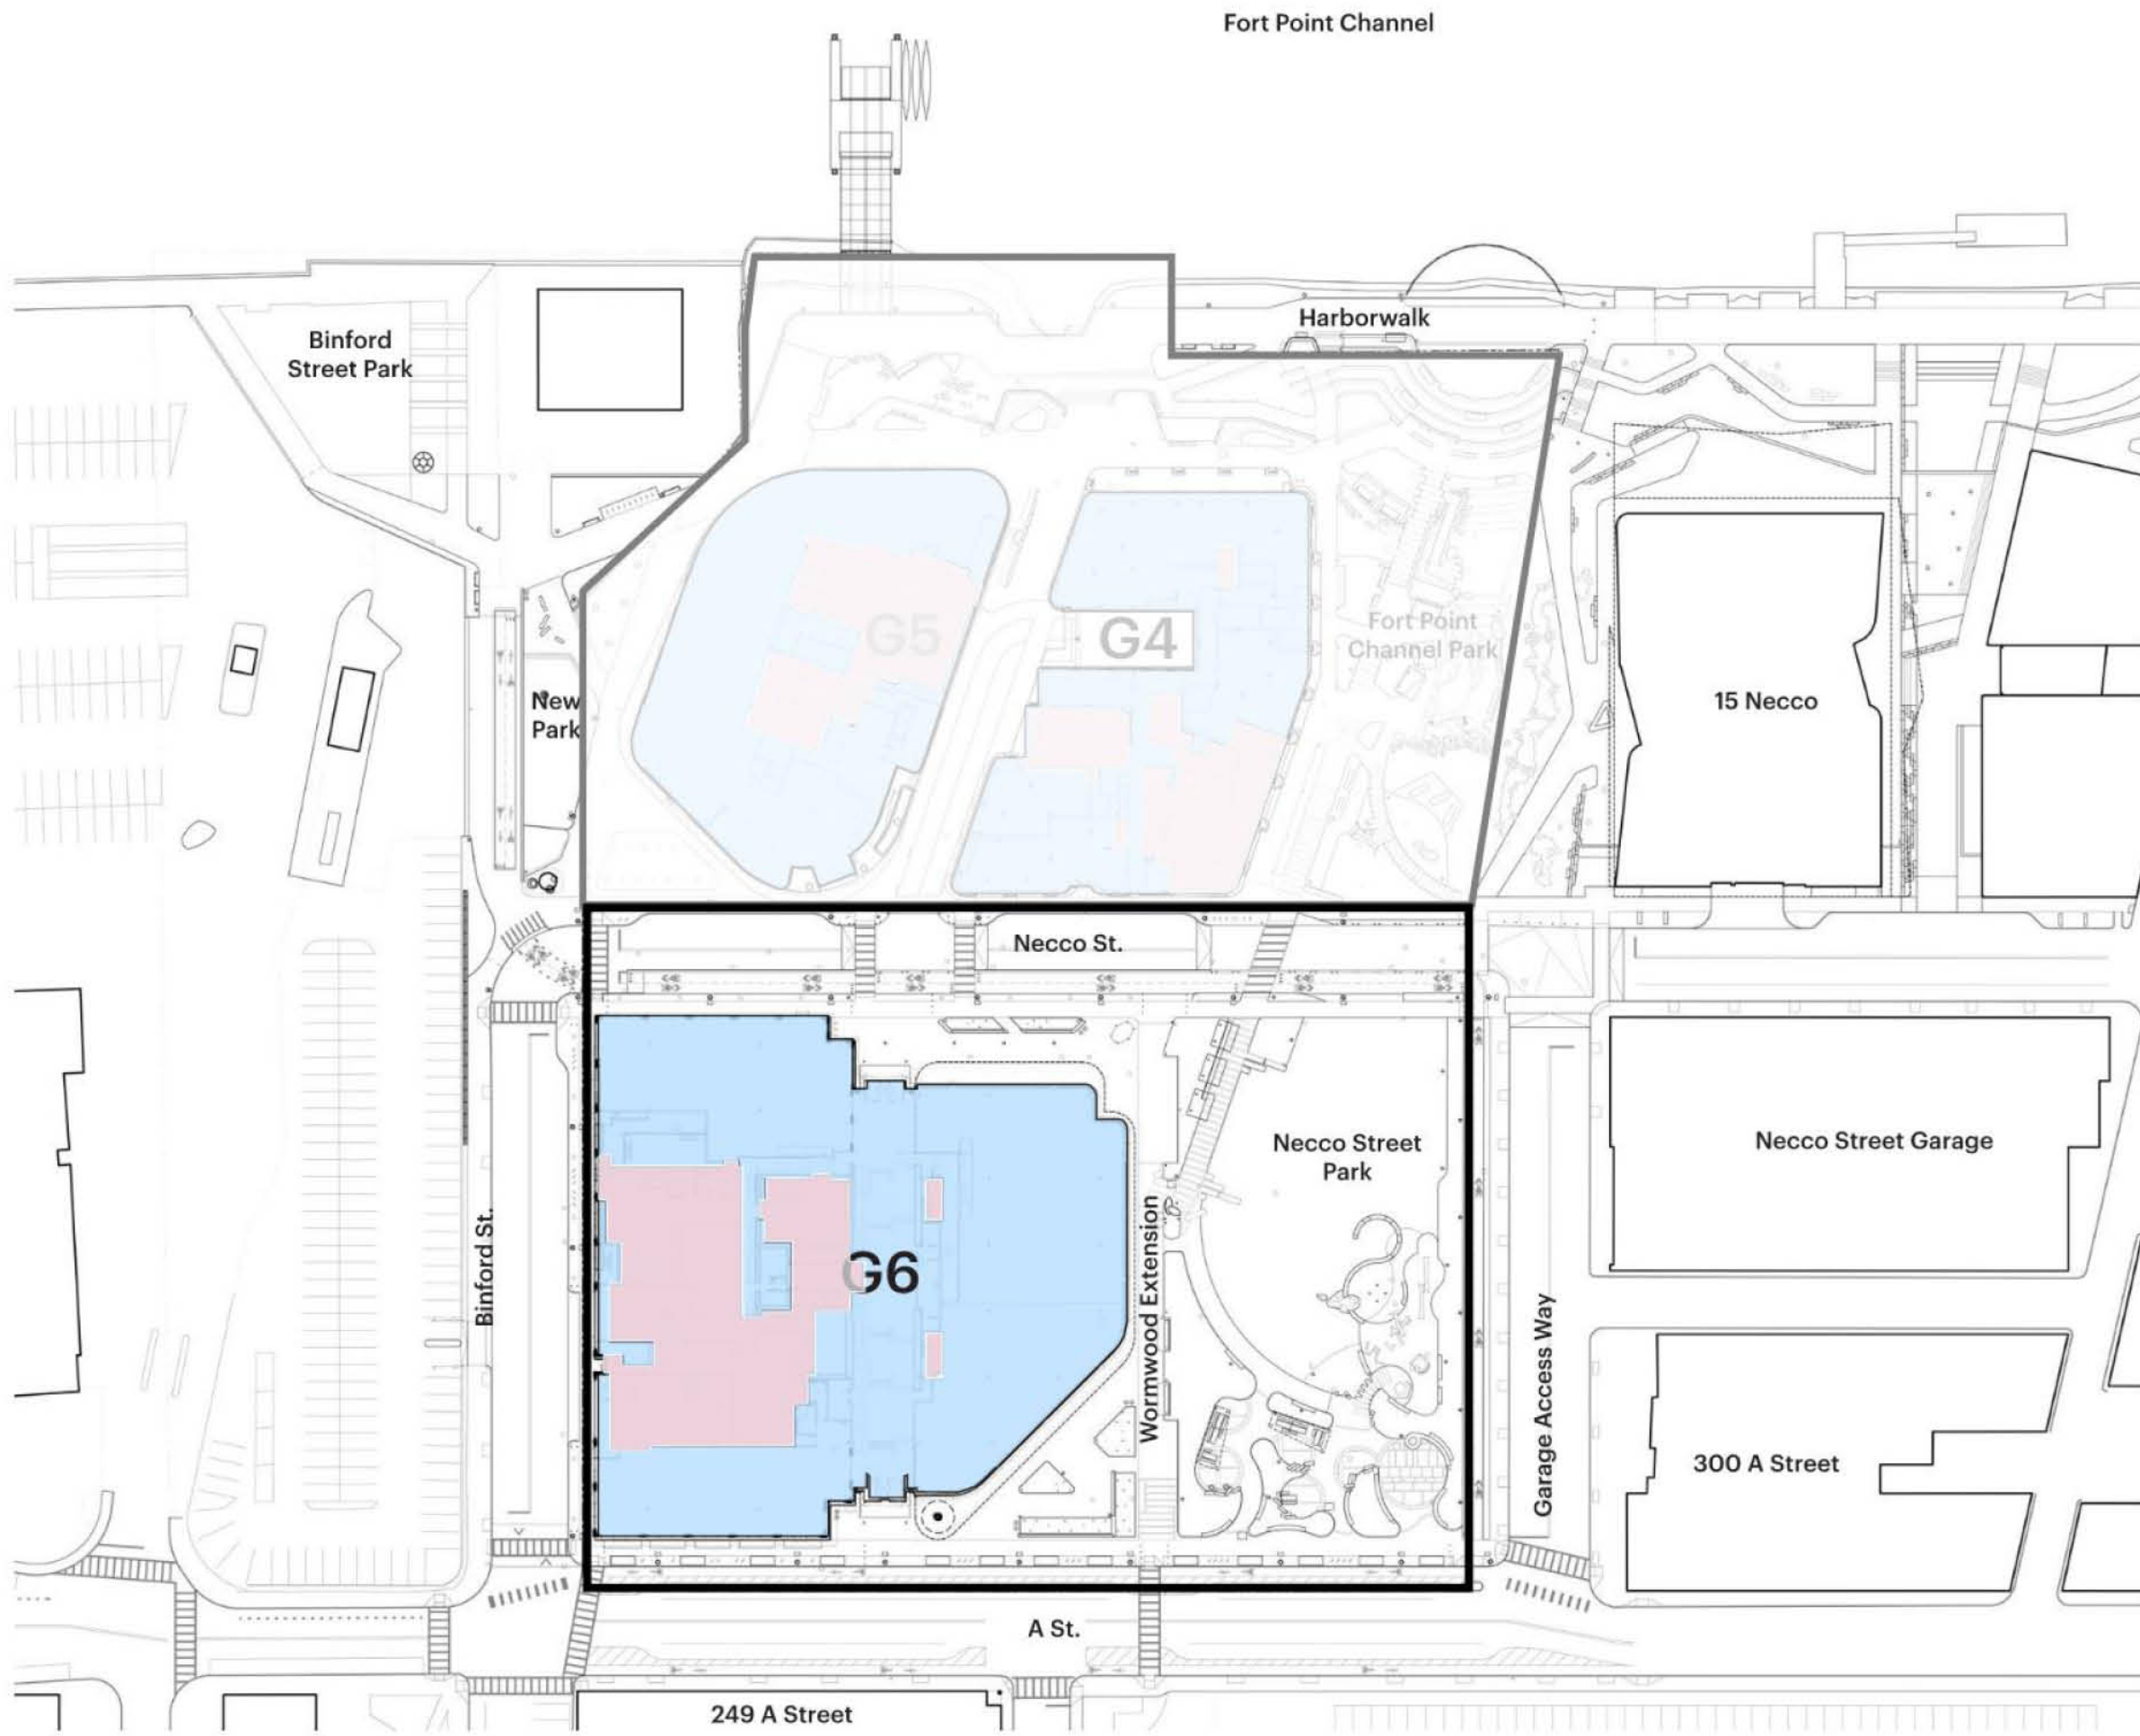 Fort Point Channel
Harborwalk
Binford
Street Park
G5
G4
Fort Point
Channel Park
New
Park
15 Necco
Necco St.
Necco Street
Park
Necco Street Garage
Binford St.
G6
Wormwood Extension
Garage Access Way
300 A Street
A St.
249 A Street